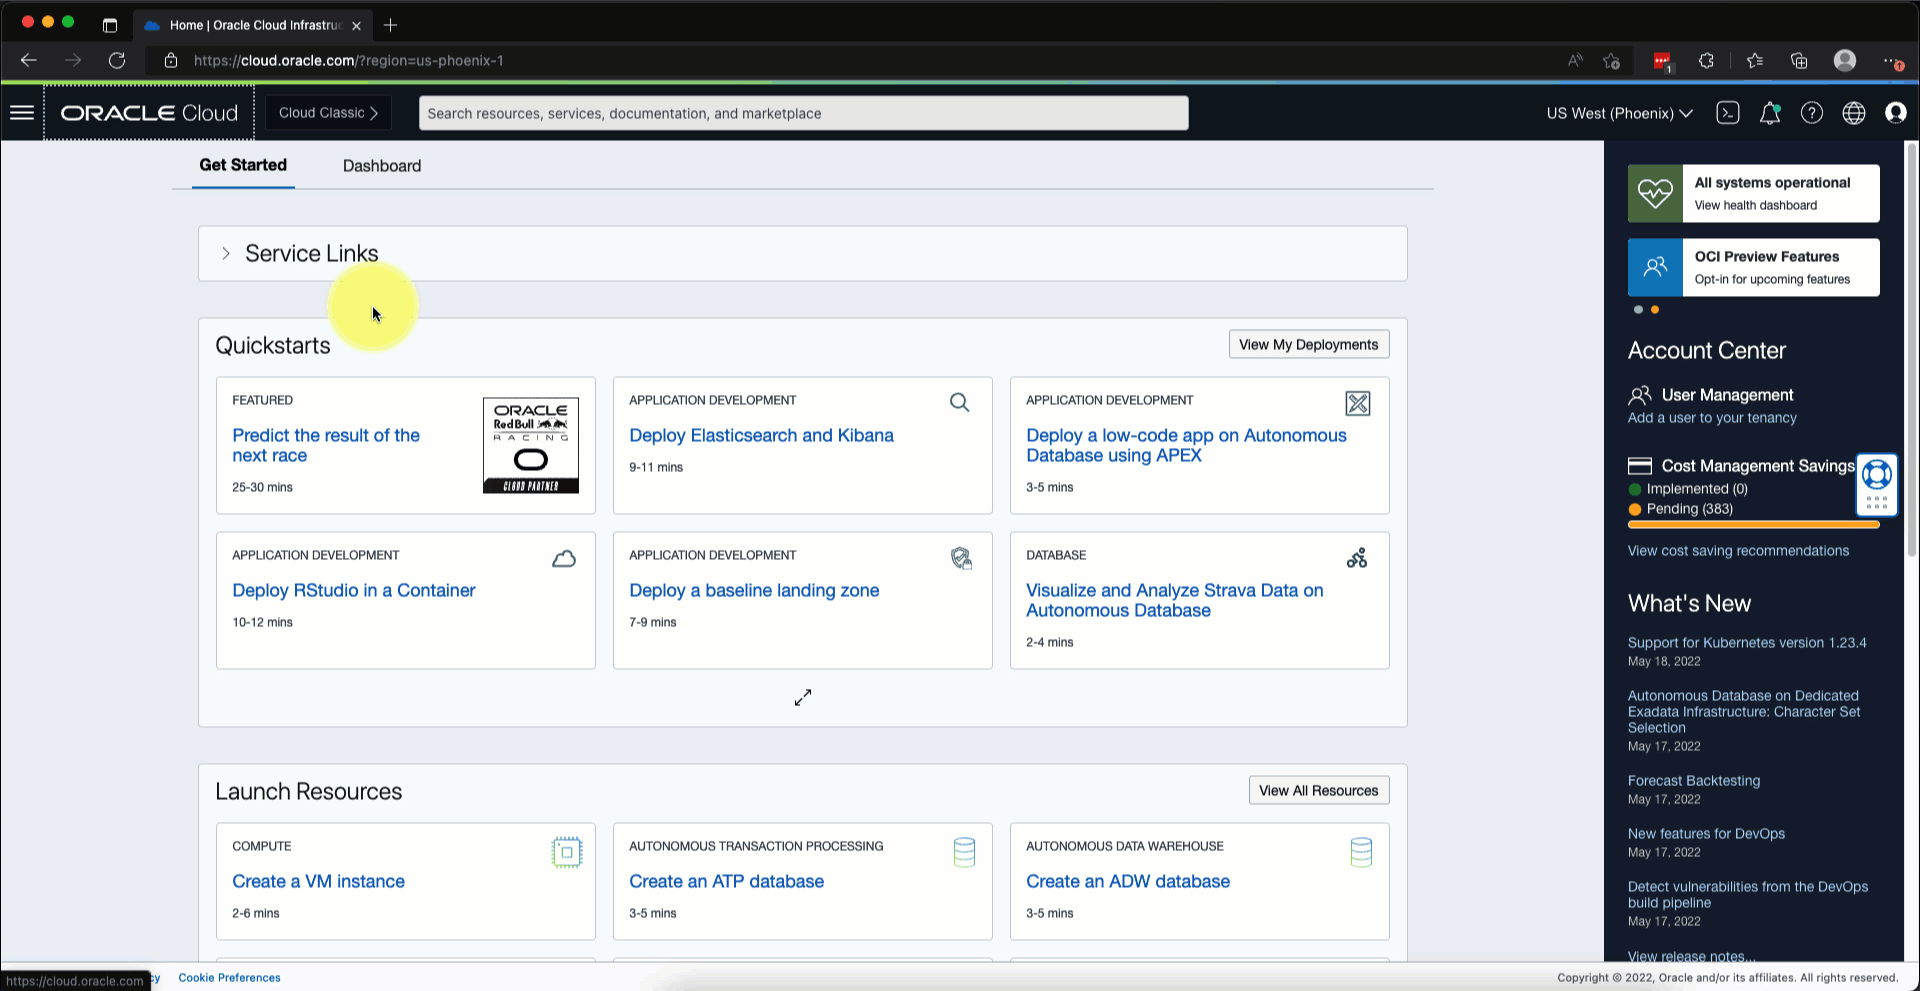 Home | Oracle Cloud Infrastruc
https://cloud.oracle.com/?region=us-phoenix-1
1
ORACLE Cloud
Cloud Classic
Search resources, services, documentation, and marketplace
US West (Phoenix)
Get Started
Dashboard
Service Links
Quickstarts
View My Deployments
FEATURED
Predict the result of the
next race
25-30 mins
ORACLE
Red Bull
RACING
CLOUD PARTNER
APPLICATION DEVELOPMENT
Deploy Elasticsearch and Kibana
9-11 mins
APPLICATION DEVELOPMENT
Deploy a low-code app on Autonomous
Database using APEX
3-5 mins
APPLICATION DEVELOPMENT
Deploy RStudio in a Container
10-12 mins
APPLICATION DEVELOPMENT
Deploy a baseline landing zone
7-9 mins
DATABASE
Visualize and Analyze Strava Data on
Autonomous Database
2-4 mins
Launch Resources
View All Resources
COMPUTE
Create a VM instance
2-6 mins
AUTONOMOUS TRANSACTION PROCESSING
Create an ATP database
3-5 mins
AUTONOMOUS DATA WAREHOUSE
Create an ADW database
3-5 mins
All systems operational
View health dashboard
OCI Preview Features
Opt-in for upcoming features
Account Center
User Management
Add a user to your tenancy
Cost Management Savings
Implemented (0)
Pending (383)
View cost saving recommendations
What's New
Support for Kubernetes version 1.23.4
May 18, 2022
Autonomous Database on Dedicated
Exadata Infrastructure: Character Set
Selection
May 17, 2022
Forecast Backtesting
May 17, 2022
New features for DevOps
May 17, 2022
Detect vulnerabilities from the DevOps
build pipeline
May 17, 2022
View release notes...
https://cloud.oracle.com
cy
Cookie Preferences
Copyright © 2022, Oracle and/or its affiliates. All rights reserved.